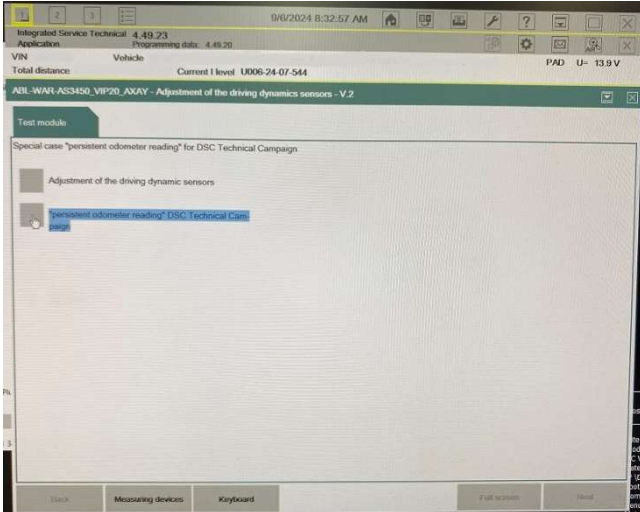 1 2 3 9/6/2024 8:32:57 AM ?
Integrated Service Technical 4.49.23
Application Programming data: 4.49.20
VIN Vehicle PAD U= 13.9 V
Total distance Current I level U006-24-07-544
ABL-WAR-AS3450_VIP20_AXAY - Adjustment of the driving dynamics sensors - V.2
Test module
Special case "persistent odometer reading" for DSC Technical Campaign
Adjustment of the driving dynamic sensors
"persistent odometer reading" DSC Technical Cam-
paign
Back Measuring devices Keyboard Full screen Next